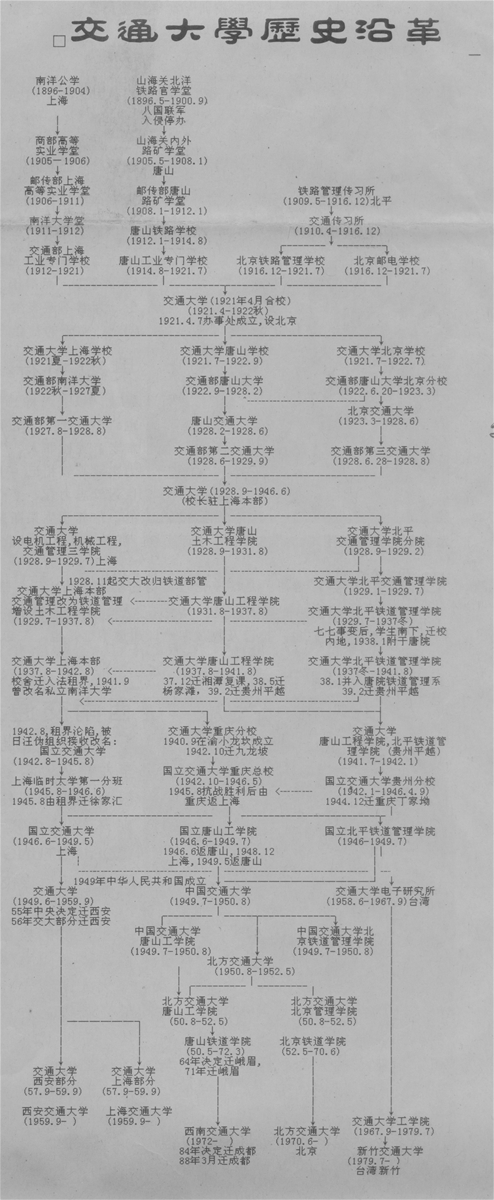 交通大學歷史沿革
南洋公学
(1896-1904)
上海
山海关北洋
铁路官学堂
(1896.5-1900.9)
八国联军
入侵停办
商部高等
实业学堂
(1905-1906)
山海关内外
路矿学堂
(1905.5-1908.1)
唐山
邮传部上海
高等实业学堂
(1906-1911)
邮传部唐山
路矿学堂
(1908.1-1912.1)
铁路管理传习所
(1909.5-1916.12)北平
南洋大学堂
(1911-1912)
唐山铁路学校
(1912.1-1914.8)
交通传习所
(1910.4-1916.12)
交通部上海
工业专门学校
(1912-1921)
唐山工业专门学校
(1914.8-1921.7)
北京铁路管理学校
(1916.12-1921.7)
北京邮电学校
(1916.12-1921.7)
交通大学(1921年4月合校)
(1921.4-1922秋)
1921.4.7办事处成立,设北京
交通大学上海学校
(1921夏-1922秋)
交通大学唐山学校
(1921.7-1922.9)
交通大学北京学校
(1921.7-1922.7)
交通部南洋大学
(1922秋-1927夏)
交通部唐山大学
(1922.9-1928.2)
交通部唐山大学北京分校
(1922.6.20-1923.3)
交通部第一交通大学
(1927.8-1928.8)
唐山交通大学
(1928.2-1928.6)
北京交通大学
(1923.3-1928.6)
交通部第二交通大学
(1928.6-1929.9)
交通部第三交通大学
(1928.6.28-1928.8)
交通大学(1928.9-1946.6)
(校长驻上海本部)
交通大学
设电机工程,机械工程,
交通管理三学院
(1928.9-1929.7)上海
交通大学唐山
土木工程学院
(1928.9-1931.8)
交通大学北平
交通管理学院分院
(1928.9-1929.2)
1928.11起交大改归铁道部管
交通大学上海本部
交通管理改为铁道管理
增设土木工程学院
(1929.7-1937.8)
交通大学唐山工程学院
(1931.8-1937.8)
交通大学北平交通管理学院
(1929.1-1929.7)
交通大学北平铁道管理学院
(1929.7-1937冬)
七七事变后,学生南下,迁校
内地,1938.1附于唐院
交通大学上海本部
(1937.8-1942.8)
校舍迁入法租界,1941.9
曾改名私立南洋大学
交通大学唐山工程学院
(1937.8-1941.8)
37.12迁湘潭复课,38.5迁
杨家滩, 39.2迁贵州平越
交通大学北平铁道管理学院
(1937冬-1941.8)
38.1并入唐院铁道管理系
39.2迁贵州平越
1942.8,租界沦陷,被
日汪伪组织接收改名:
国立交通大学
(1942.8-1945.8)
交通大学重庆分校
1940.9在渝小龙坎成立
1942.10迁九龙坡
交通大学
唐山工程学院,北平铁道管
理学院 (贵州平越)
(1941.7-1942.1)
上海临时大学第一分班
(1945.8-1946.6)
1945.8由租界迁徐家汇
国立交通大学重庆总校
(1942.10-1946.5)
1945.8抗战胜利后由
重庆返上海
国立交通大学贵州分校
(1942.1-1946.4.9)
1944.12迁重庆丁家坳
国立交通大学
(1946.6-1949.5)
上海
国立唐山工学院
(1946.6-1949.7)
1946.6返唐山,1948.12
上海,1949.5返唐山
国立北平铁道管理学院
(1946-1949.7)
1949年中华人民共和国成立
交通大学
(1949.6-1959.9)
55年中央决定迁西安
56年交大部分迁西安
中国交通大学
(1949.7-1950.8)
交通大学电子研究所
(1958.6-1967.9)台湾
中国交通大学
唐山工学院
(1949.7-1950.8)
中国交通大学北
京铁道管理学院
(1949.7-1950.8)
北方交通大学
(1950.8-1952.5)
北方交通大学
唐山工学院
(50.8-52.5)
北方交通大学
北京管理学院
(50.8-52.5)
唐山铁道学院
(50.5-72.3)
64年决定迁峨眉,
71年迁峨眉
北京铁道学院
(52.5-70.6)
交通大学
西安部分
(57.9-59.9)
交通大学
上海部分
(57.9-59.9)
西安交通大学
(1959.9- )
上海交通大学
(1959.9- )
西南交通大学
(1972- )
84年决定迁成都
88年3月迁成都
北方交通大学
(1970.6- )
北京
交通大学工学院
(1967.9-1979.7)
新竹交通大学
(1979.7- )
台湾新竹